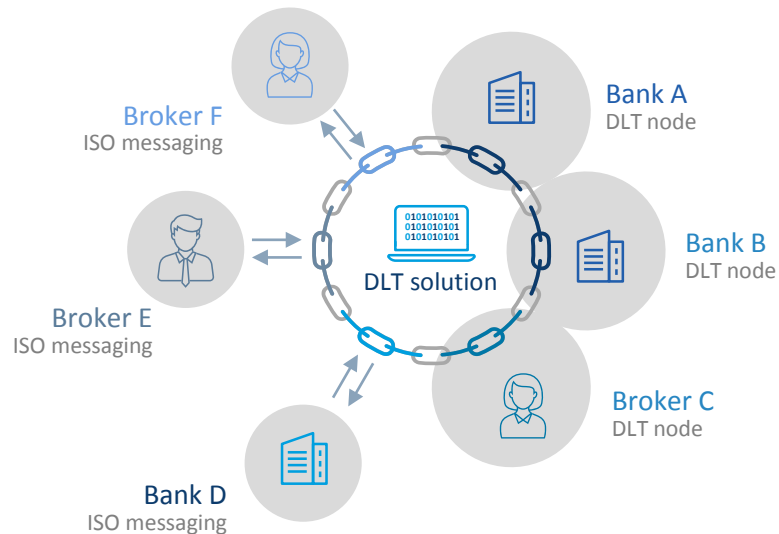 Broker F
ISO messaging
Bank A
DLT node
0101010101
0101010101
0101010101
DLT solution
Bank B
DLT node
Broker E
ISO messaging
Broker C
DLT node
Bank D
ISO messaging